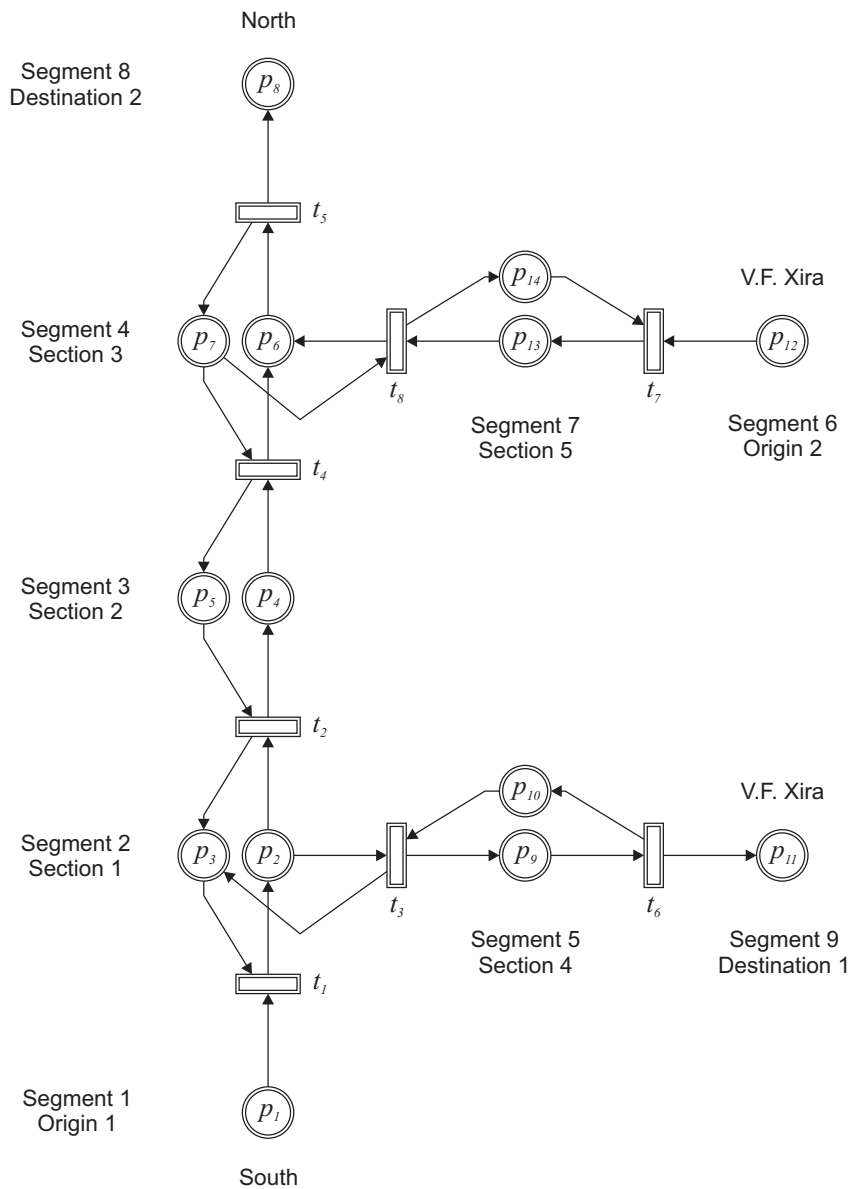 North
Segment 8
Destination 2
p8
t5
p14
V.F. Xira
Segment 4
Section 3
p7
p6
p13
p12
t8
t7
Segment 7
Section 5
Segment 6
Origin 2
t4
Segment 3
Section 2
p5
p4
t2
p10
V.F. Xira
Segment 2
Section 1
p3
p2
p9
p11
t3
t6
Segment 5
Section 4
Segment 9
Destination 1
t1
Segment 1
Origin 1
p1
South